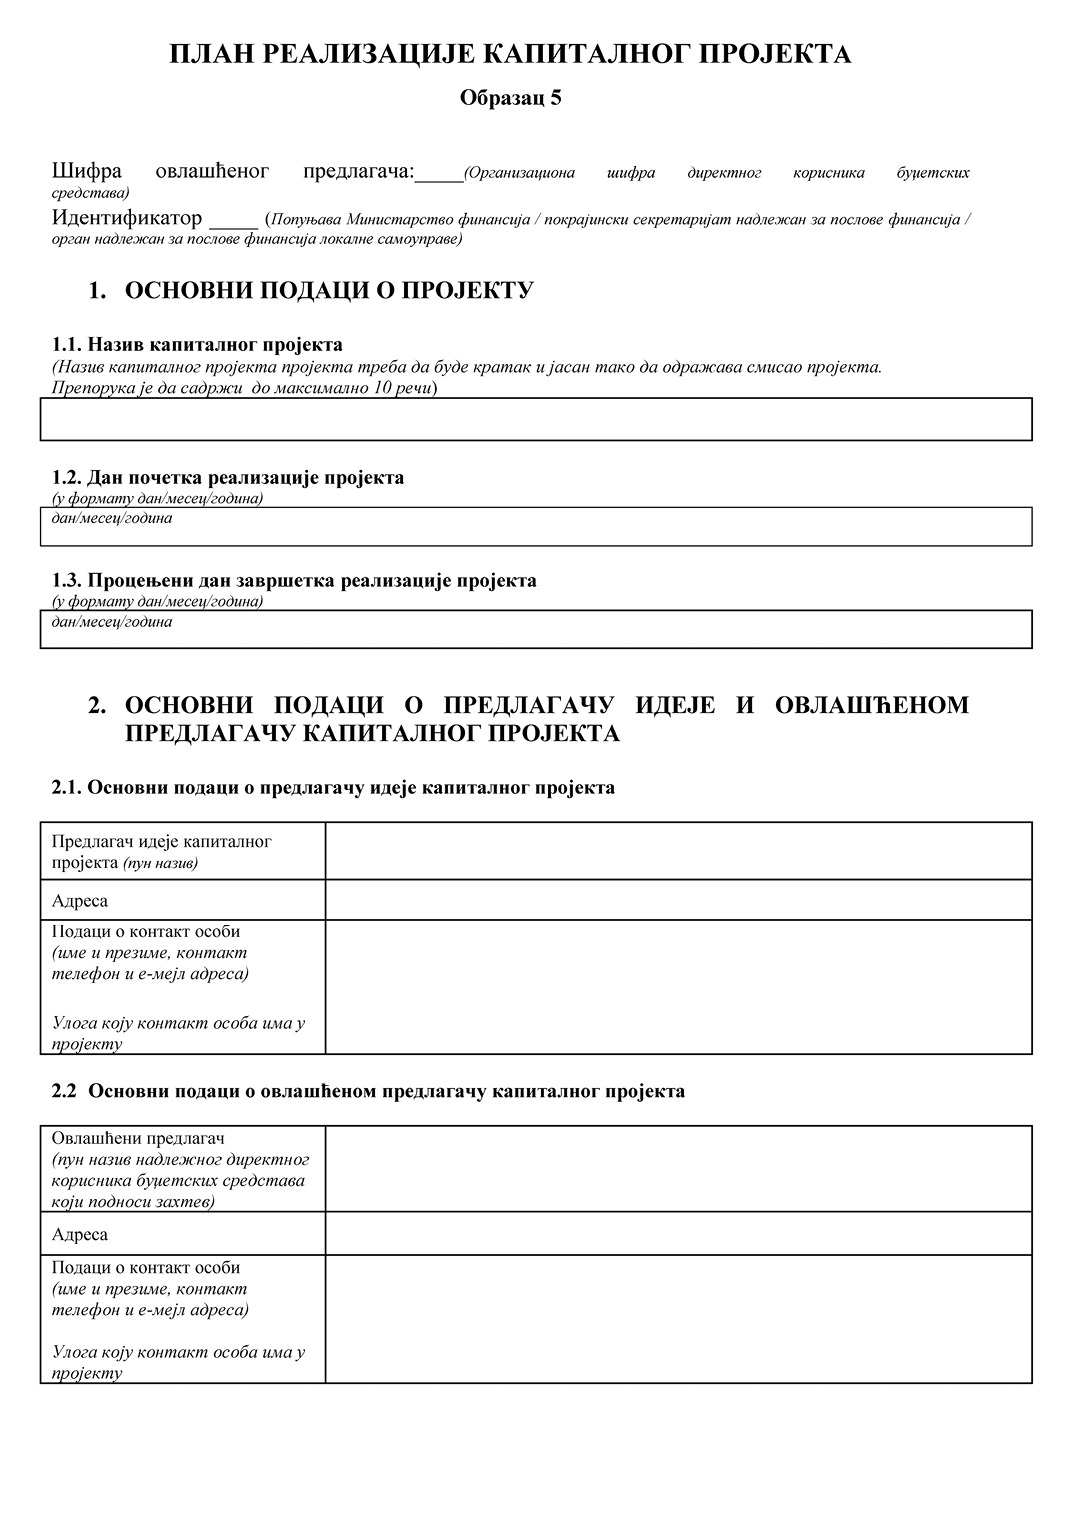 ПЛАН РЕАЛИЗАЦИЈЕ КАПИТАЛНОГ ПРОЈЕКТА
Образац 5
Шифра овлашћеног предлагача:_____(Организациона шифра директног корисника буџетских
средстава)
Идентификатор _____ (Попуњава Министарство финансија / покрајински секретаријат надлежан за послове финансија /
орган надлежан за послове финансија локалне самоуправе)
1. ОСНОВНИ ПОДАЦИ О ПРОЈЕКТУ
1.1. Назив капиталног пројекта
(Назив капиталног пројекта пројекта треба да буде кратак и јасан тако да одражава смисао пројекта.
Препорука је да садржи до максимално 10 речи)
1.2. Дан почетка реализације пројекта
(у формату дан/месец/година)
дан/месец/година
1.3. Процењени дан завршетка реализације пројекта
(у формату дан/месец/година)
дан/месец/година
2. ОСНОВНИ ПОДАЦИ О ПРЕДЛАГАЧУ ИДЕЈЕ И ОВЛАШЋЕНОМ
ПРЕДЛАГАЧУ КАПИТАЛНОГ ПРОЈЕКТА
2.1. Основни подаци о предлагачу идеје капиталног пројекта
Предлагач идеје капиталног
пројекта (пун назив)
Адреса
Подаци о контакт особи
(име и презиме, контакт
телефон и е-мејл адреса)
Улога коју контакт особа има у
пројекту
2.2 Основни подаци о овлашћеном предлагачу капиталног пројекта
Овлашћени предлагач
(пун назив надлежног директног
корисника буџетских средстава
који подноси захтев)
Адреса
Подаци о контакт особи
(име и презиме, контакт
телефон и е-мејл адреса)
Улога коју контакт особа има у
пројекту